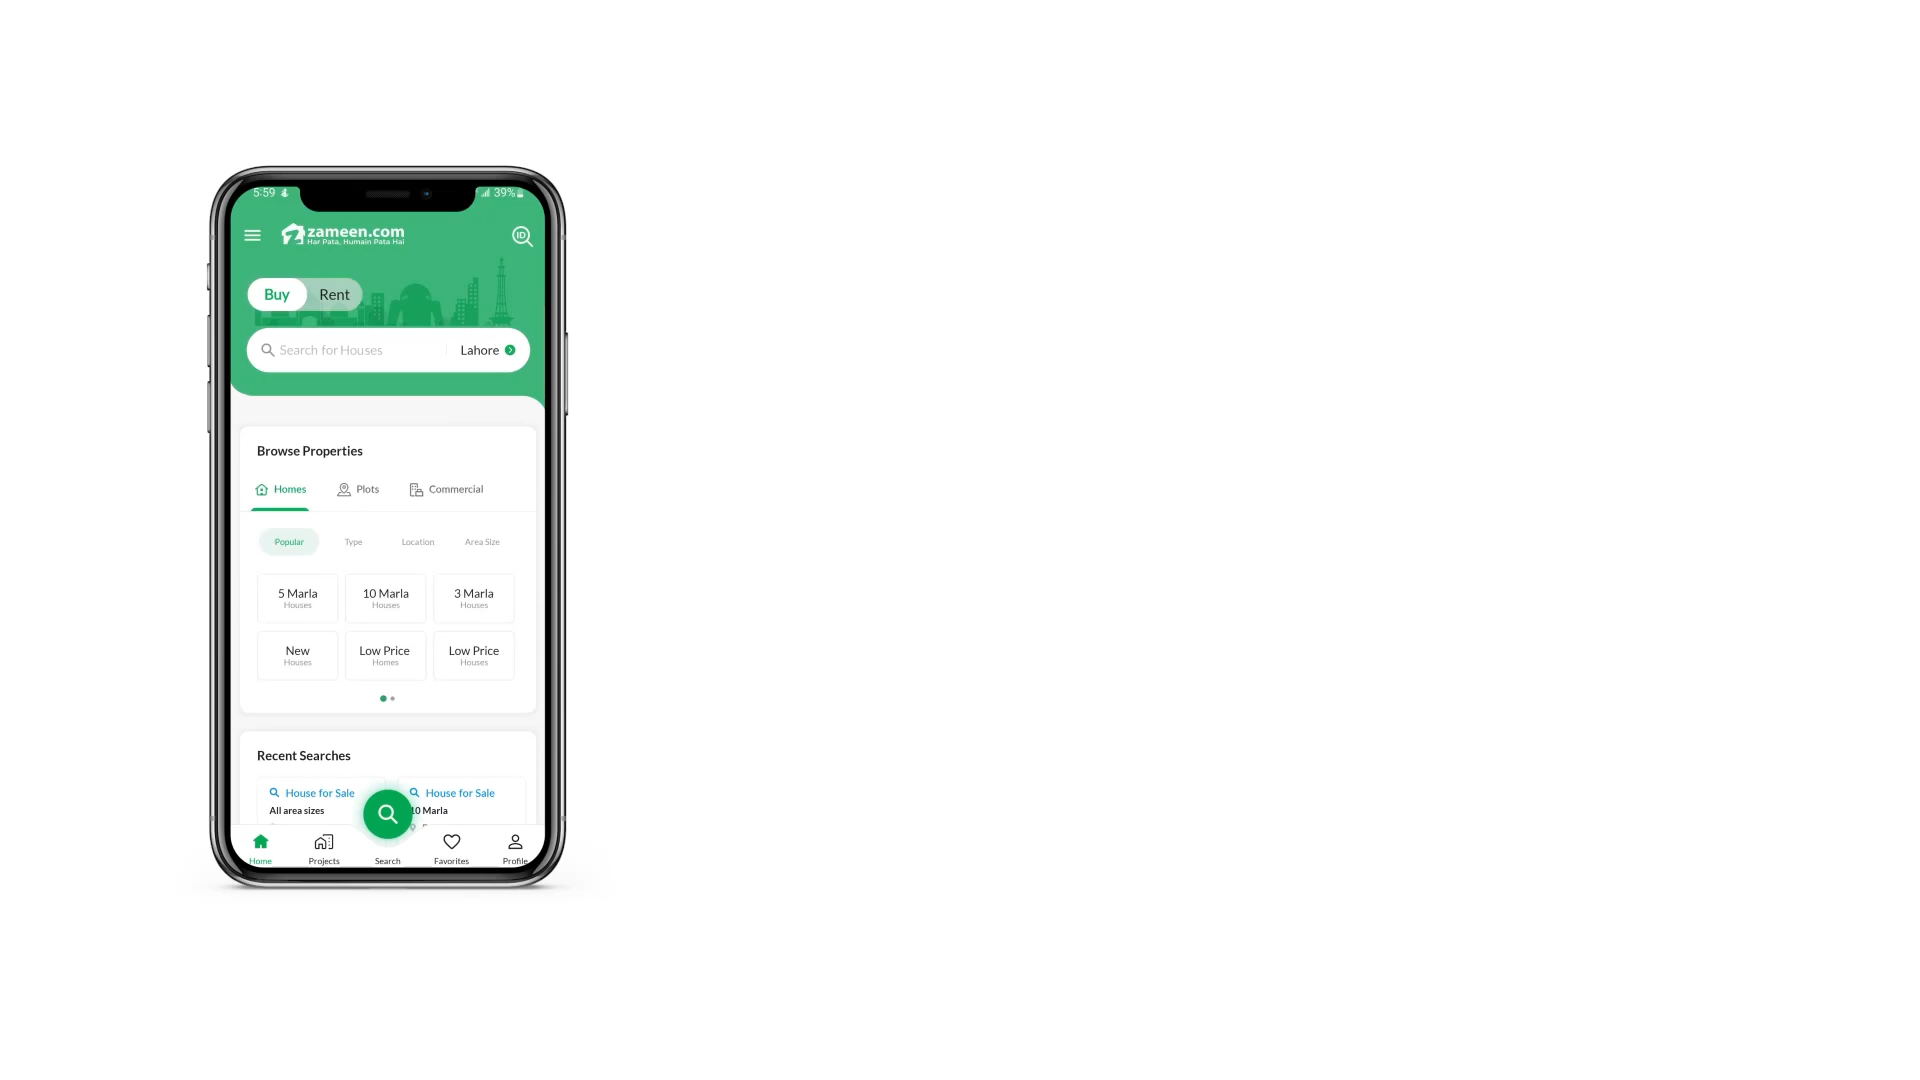 5:59
39%
zameen.com
Har Pata, Humain Pata Hai
ID
Buy Rent
Search for Houses Lahore
Browse Properties
Homes Plots Commercial
Popular Type Location Area Size
5 Marla 10 Marla 3 Marla
Houses Houses Houses
New Low Price Low Price
Houses Homes Houses
Recent Searches
House for Sale House for Sale
All area sizes 10 Marla
Home Projects Search Favorites Profile